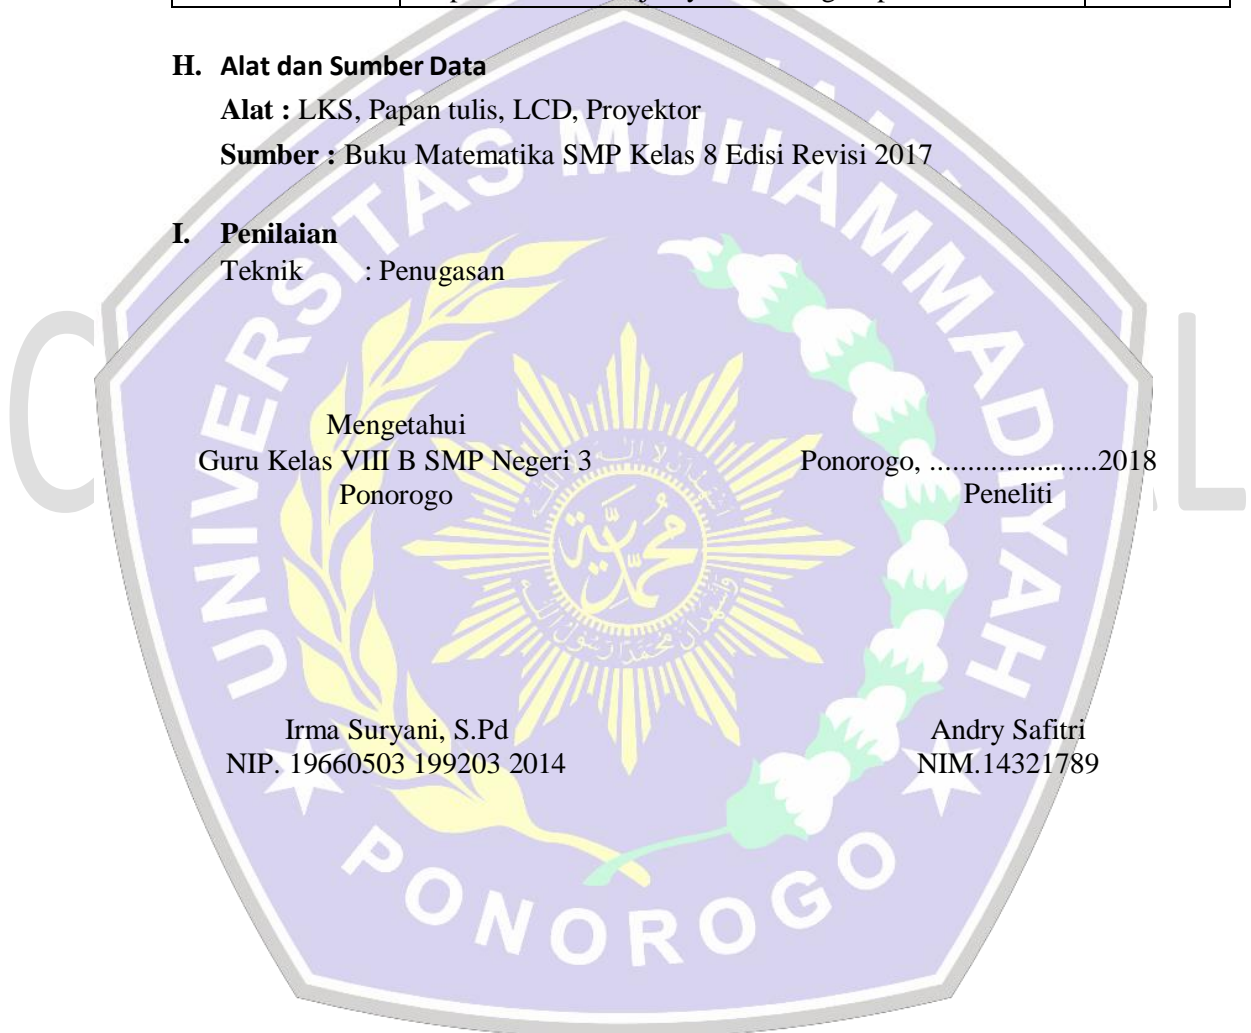 H. Alat dan Sumber Data
Alat : LKS, Papan tulis, LCD, Proyektor
Sumber : Buku Matematika SMP Kelas 8 Edisi Revisi 2017
I. Penilaian
Teknik : Penugasan
Mengetahui
Guru Kelas VIII B SMP Negeri 3
Ponorogo
Ponorogo, ......................2018
Peneliti
Irma Suryani, S.Pd
NIP. 19660503 199203 2014
Andry Safitri
NIM.14321789
UNIVERSITAS MUHAMMADIYAH
PONOROGO